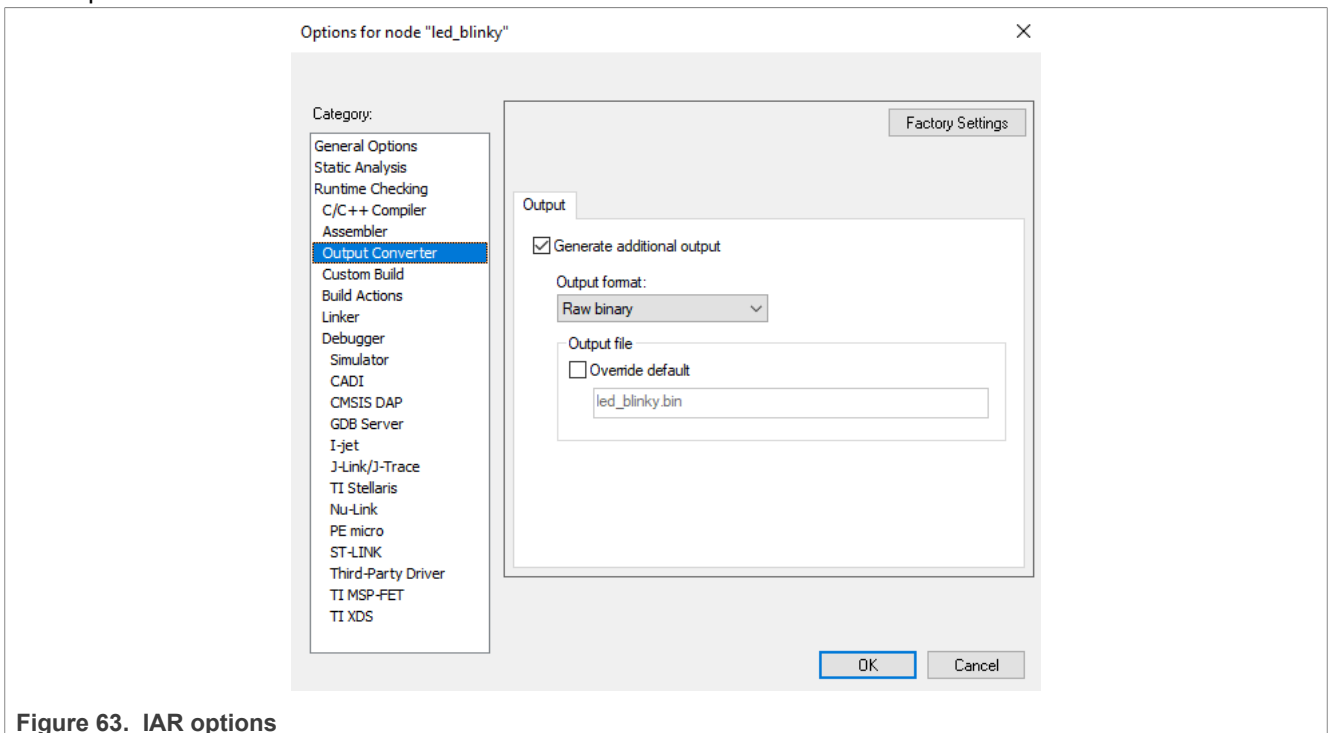 Options for node "led_blinky"
Category:
Factory Settings
General Options
Static Analysis
Runtime Checking
C/C++ Compiler
Assembler
Output Converter
Custom Build
Build Actions
Linker
Debugger
Simulator
CADI
CMSIS DAP
GDB Server
I-jet
J-Link/J-Trace
TI Stellaris
Nu-Link
PE micro
ST-LINK
Third-Party Driver
TI MSP-FET
TI XDS
Output
Generate additional output
Output format:
Raw binary
Output file
Override default
led_blinky.bin
OK
Cancel
Figure 63. IAR options